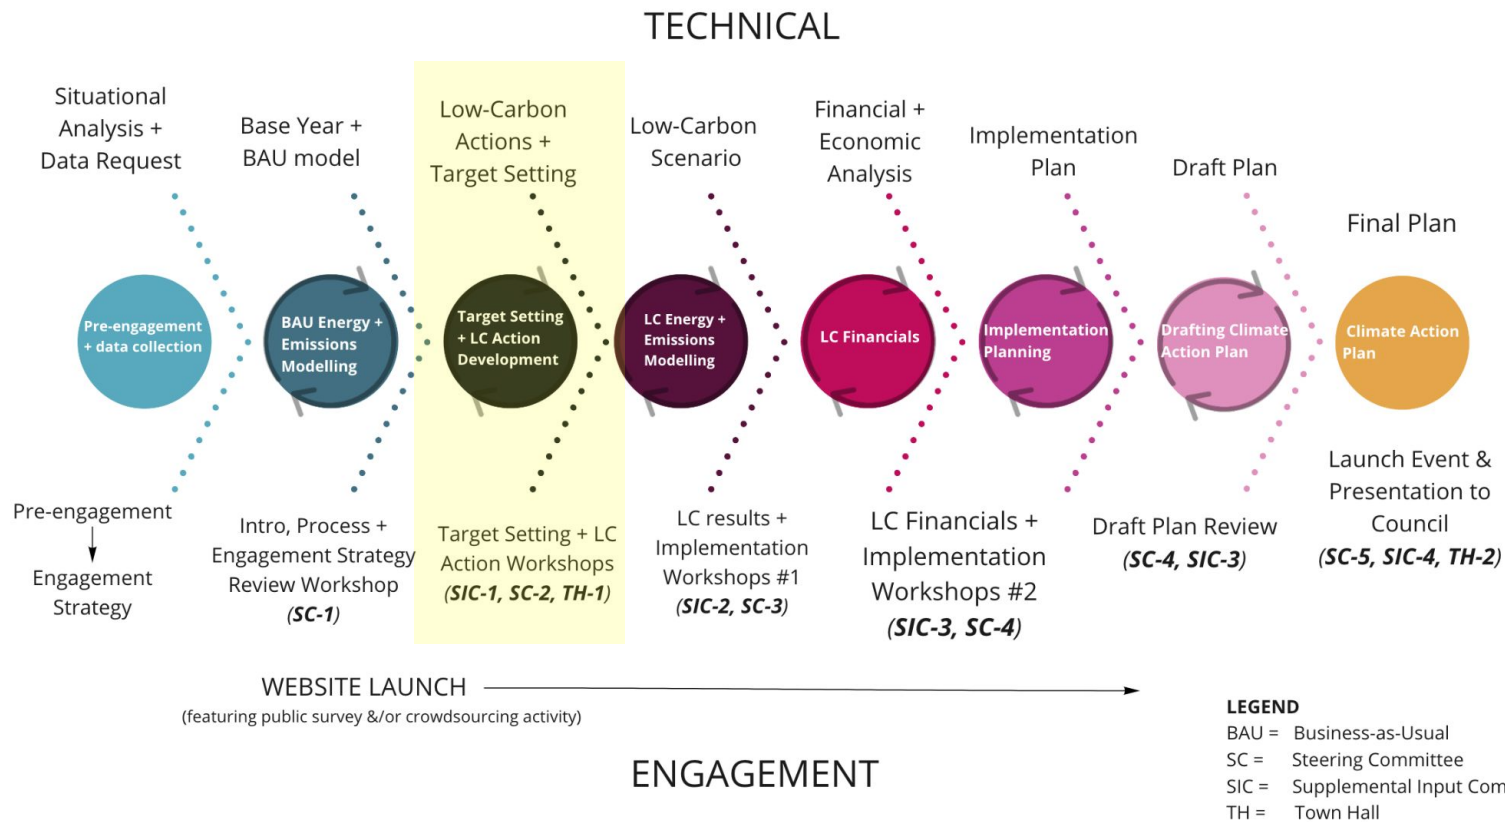 TECHNICAL
Situational
Analysis +
Data Request
Base Year +
BAU model
Low-Carbon
Actions +
Target Setting
Low-Carbon
Scenario
Financial +
Economic
Analysis
Implementation
Plan
Draft Plan
Final Plan
Pre-engagement
+ data collection
BAU Energy +
Emissions
Modelling
Target Setting
+ LC Action
Development
LC Energy +
Emissions
Modelling
LC Financials
Implementation
Planning
Drafting Climate
Action Plan
Climate Action
Plan
Pre-engagement
Engagement
Strategy
Intro, Process +
Engagement Strategy
Review Workshop
(SC-1)
Target Setting + LC
Action Workshops
(SIC-1, SC-2, TH-1)
LC results +
Implementation
Workshops #1
(SIC-2, SC-3)
LC Financials +
Implementation
Workshops #2
(SIC-3, SC-4)
Draft Plan Review
(SC-4, SIC-3)
Launch Event &
Presentation to
Council
(SC-5, SIC-4, TH-2)
WEBSITE LAUNCH
(featuring public survey &/or crowdsourcing activity)
ENGAGEMENT
LEGEND
BAU = Business-as-Usual
SC = Steering Committee
SIC = Supplemental Input Com
TH = Town Hall